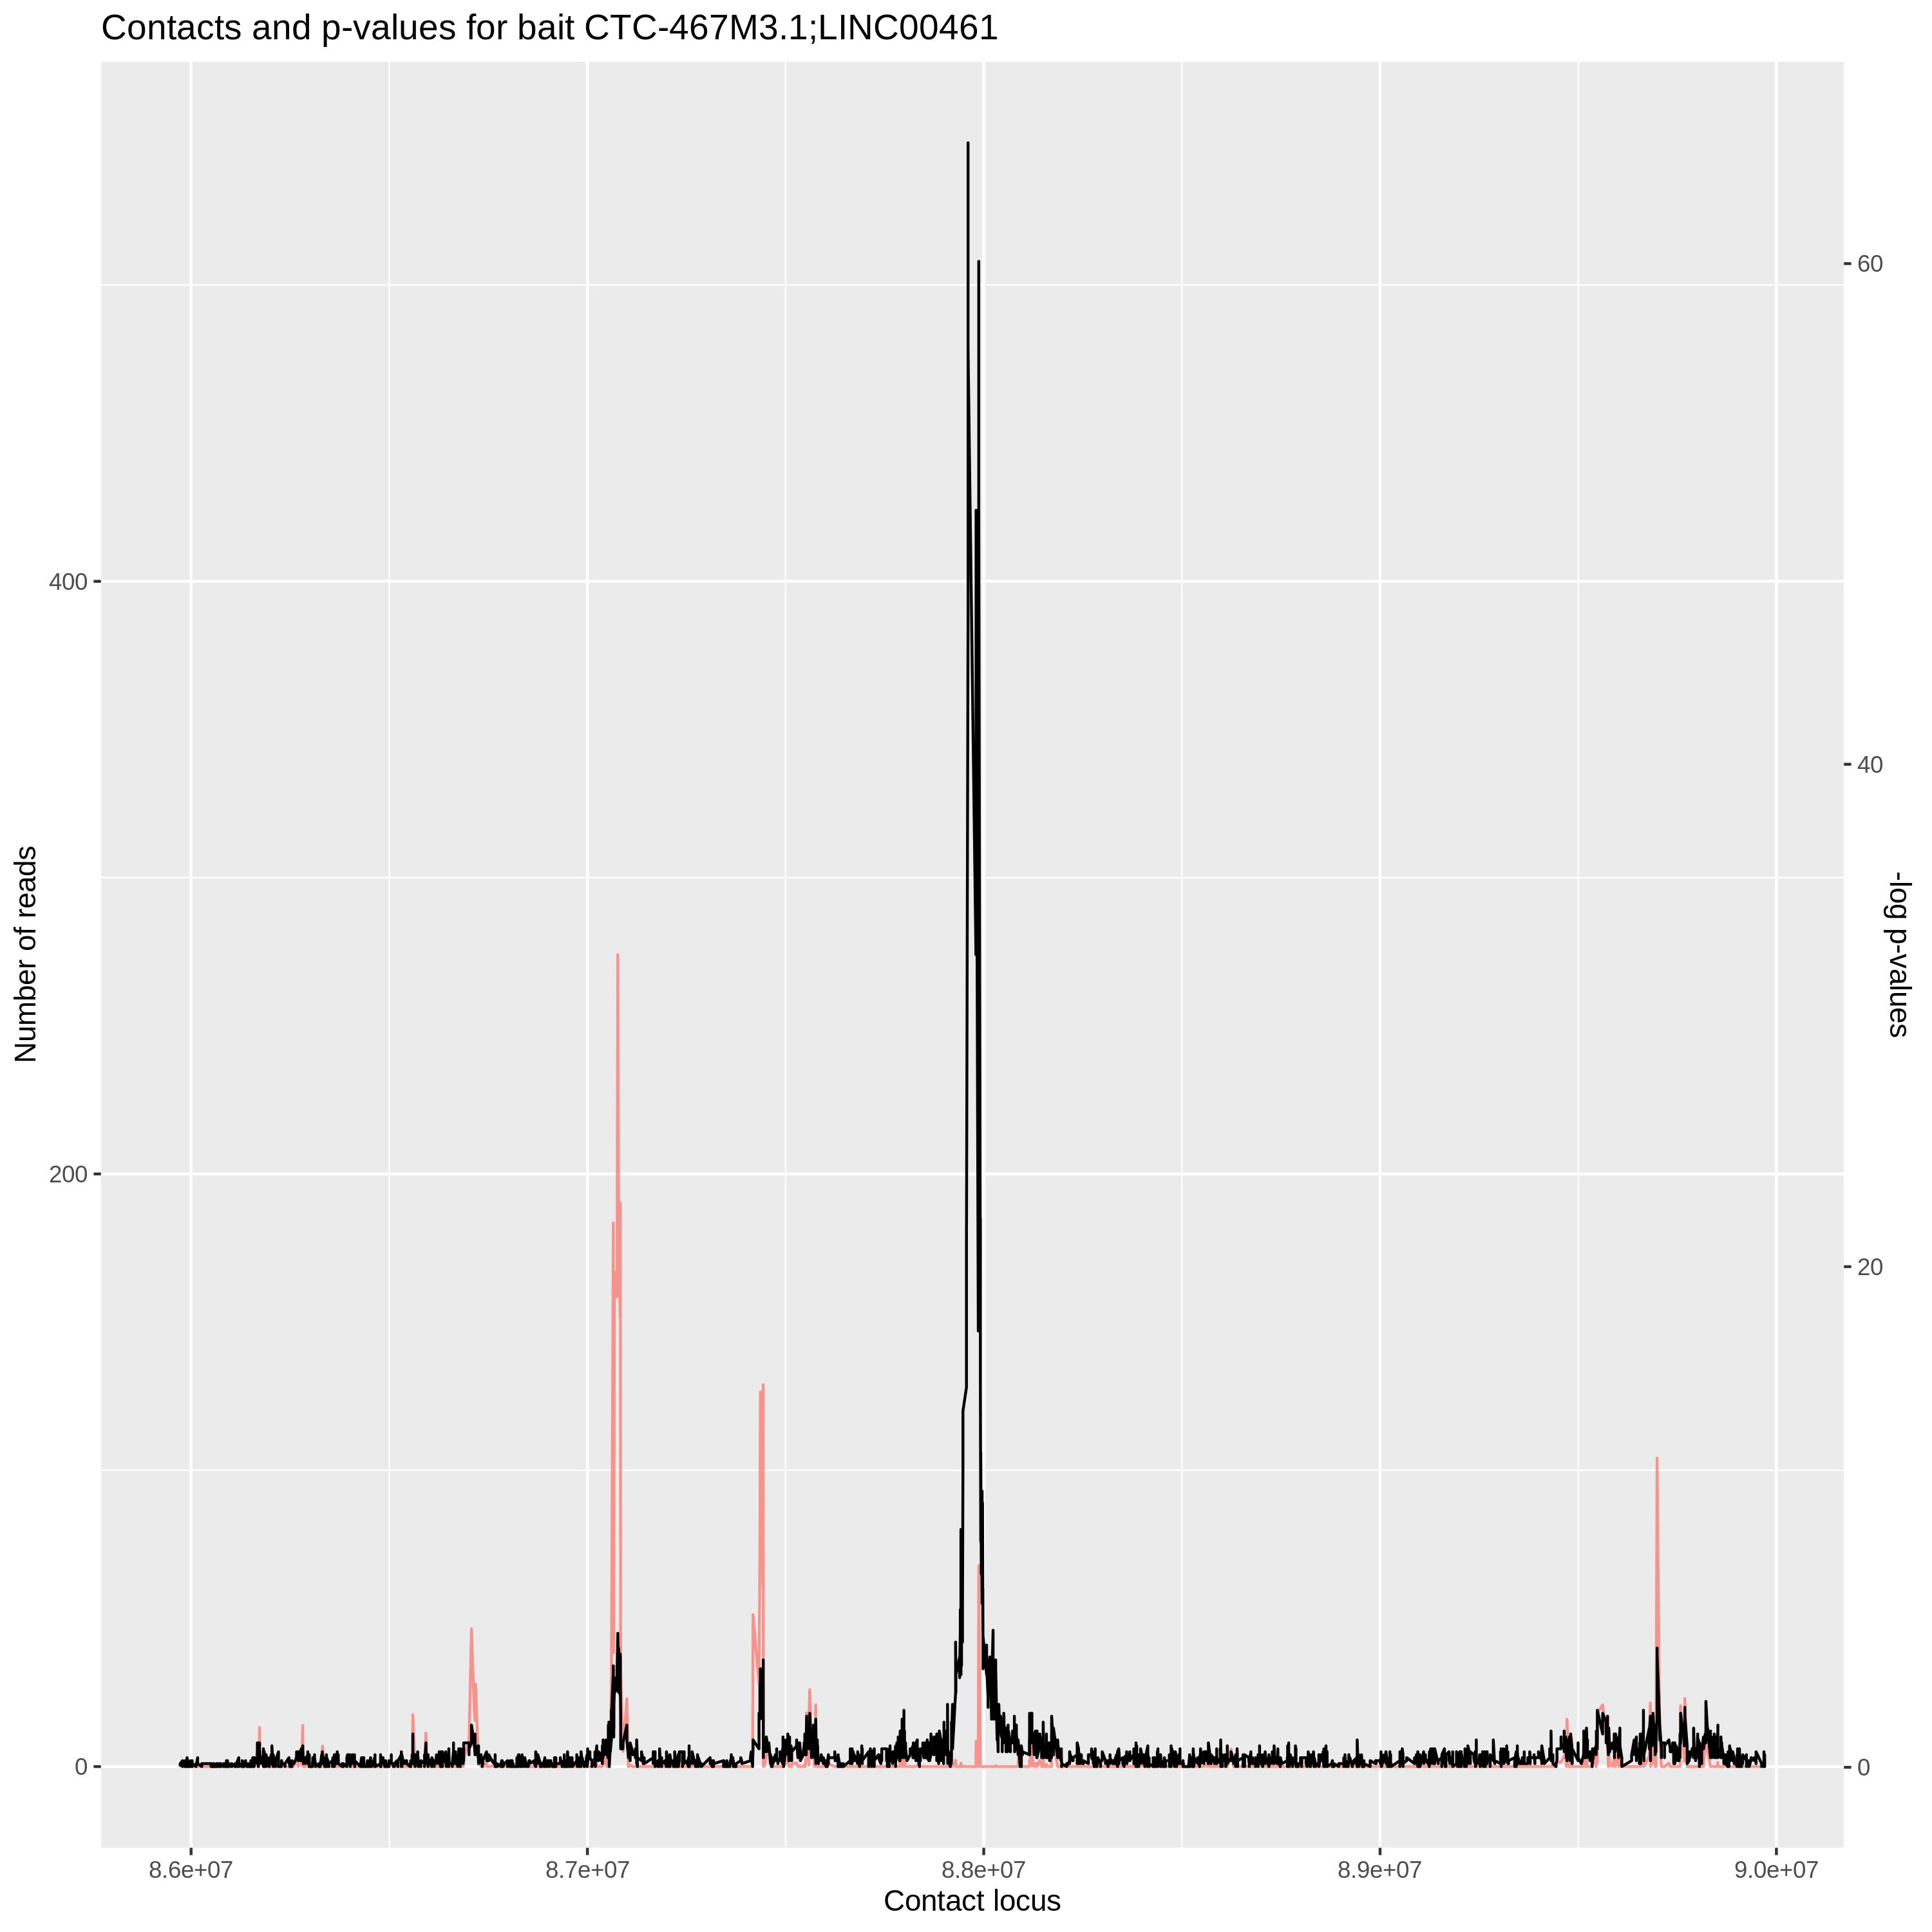 Contacts and p-values for bait CTC-467M3.1;LINC00461
Number of reads
400
200
0
60
40
20
0
-log p-values
8.6e+07
8.7e+07
8.8e+07
8.9e+07
9.0e+07
Contact locus